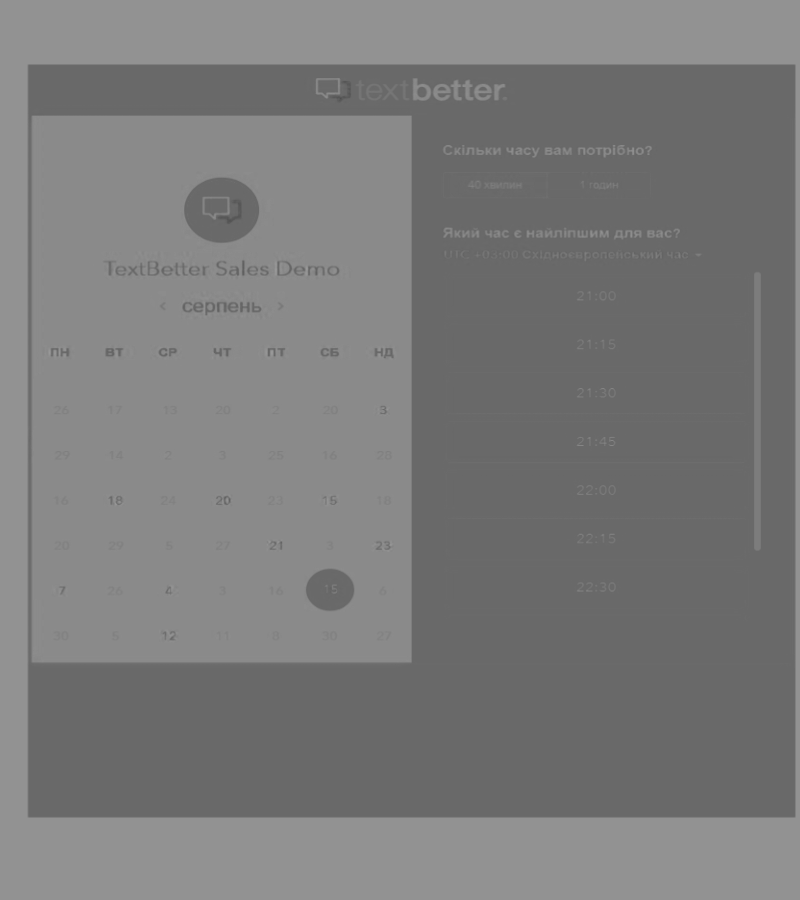 textbetter.
TextBetter Sales Demo
серпень
ПН ВТ СР ЧТ ПТ СБ НД
26 17 13 20 2 20 3
29 14 2 3 25 16 28
16 18 24 20 23 15 18
20 29 6 27 21 3 23
7 26 4 3 16 15 6
30 5 12 11 8 30 27
Скільки часу вам потрібно?
40 хвилин 1 годин
Який час є найліпшим для вас?
UTC +03:00 Східноєвропейський час
21:00
21:15
21:30
21:45
22:00
22:15
22:30